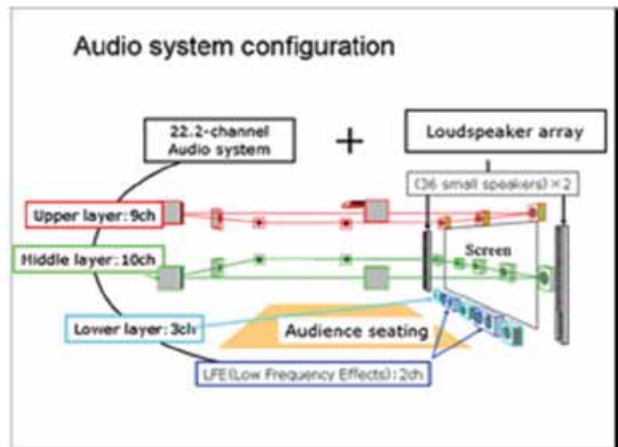 Audio system configuration
22.2-channel
Audio system
+
Loudspeaker array
(36 small speakers)×2
Upper layer:9ch
Middle layer:10ch
Screen
Lower layer:3ch
Audience seating
LFE(Low Frequency Effects):2ch